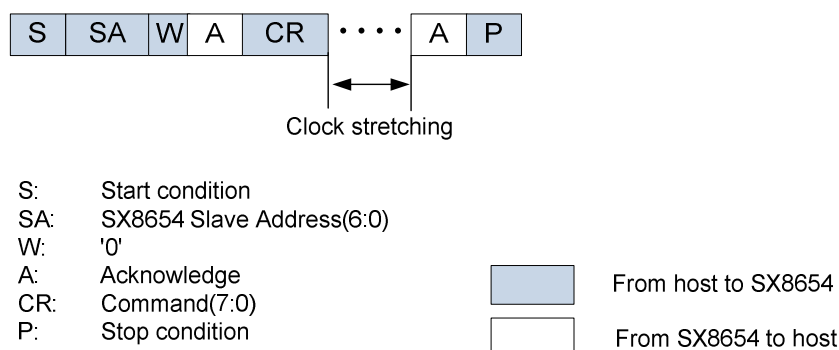 S SA W A CR A P
Clock stretching
S: Start condition
SA: SX8654 Slave Address(6:0)
W: '0'
A: Acknowledge
CR: Command(7:0)
P: Stop condition
From host to SX8654
From SX8654 to host